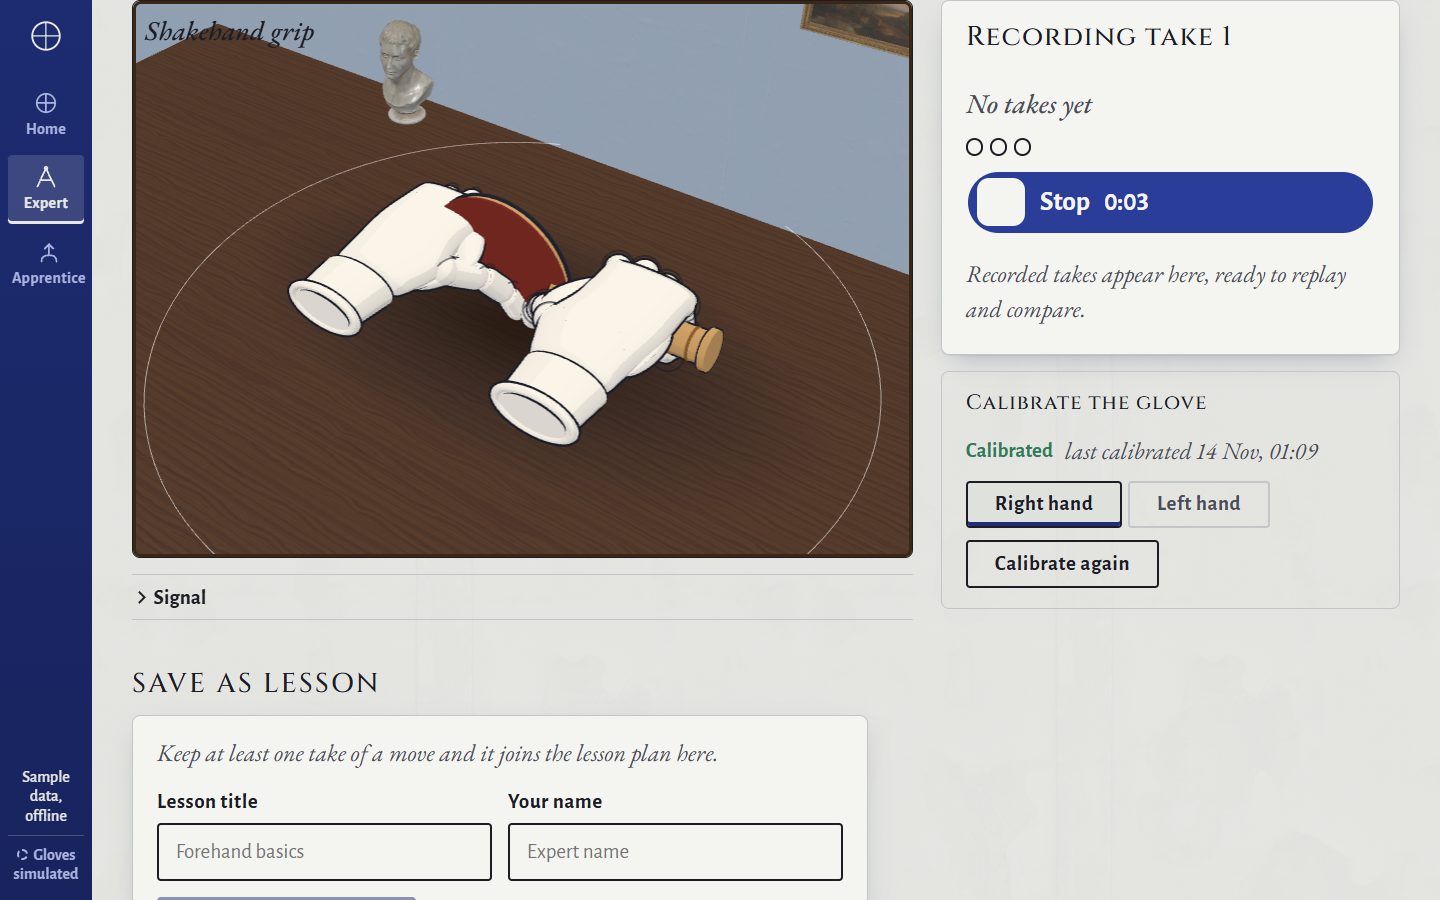 Home
Expert
Apprentice
Sample
data,
offline
Gloves
simulated
Shakehand grip
Signal
SAVE AS LESSON
Keep at least one take of a move and it joins the lesson plan here.
Lesson title
Your name
Forehand basics
Expert name
RECORDING TAKE 1
No takes yet
Stop 0:03
Recorded takes appear here, ready to replay
and compare.
CALIBRATE THE GLOVE
Calibrated last calibrated 14 Nov, 01:09
Right hand
Left hand
Calibrate again